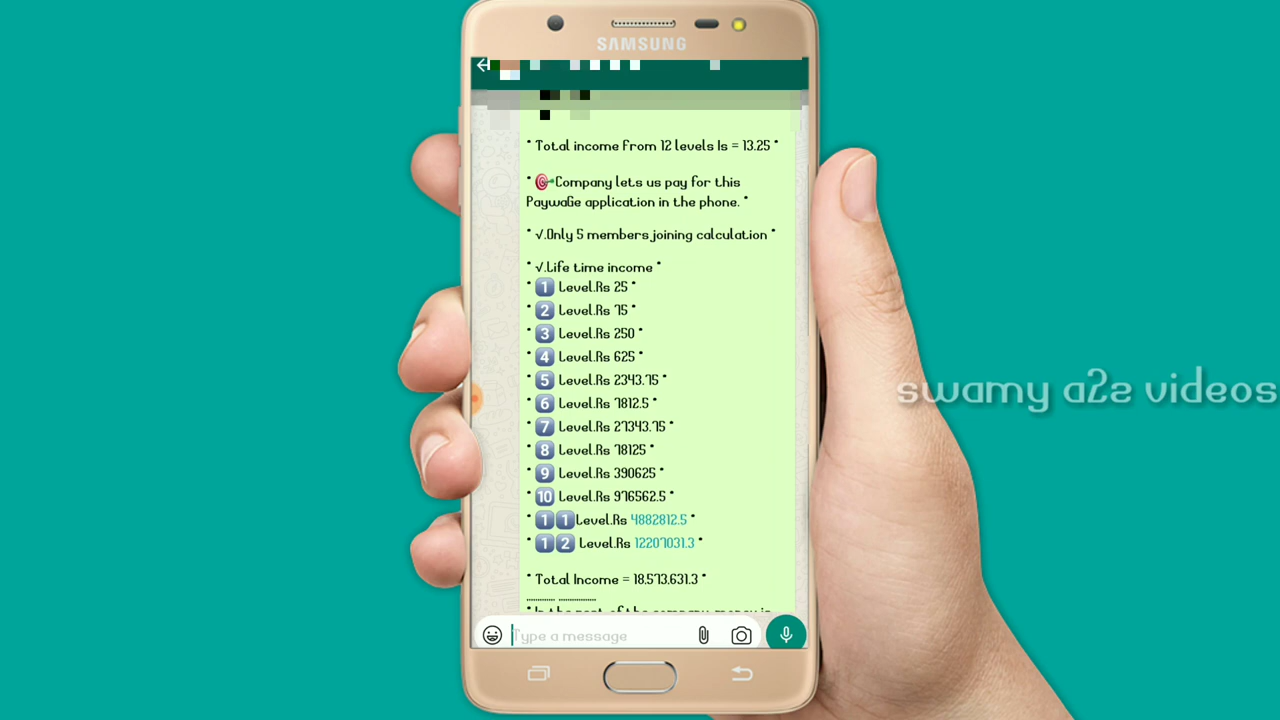 SAMSUNG
* Total income from 12 levels Is = 13.25 *
* 🎯Company lets us pay for this
PaywaGe application in the phone. *
* √.Only 5 members joining calculation *
* √.Life time income *
* 1️⃣ Level.Rs 25 *
* 2️⃣ Level.Rs 75 *
* 3️⃣ Level.Rs 250 *
* 4️⃣ Level.Rs 625 *
* 5️⃣ Level.Rs 2343.75 *
* 6️⃣ Level.Rs 7812.5 *
* 7️⃣ Level.Rs 27343.75 *
* 8️⃣ Level.Rs 78125 *
* 9️⃣ Level.Rs 390625 *
* 🔟 Level.Rs 976562.5 *
* 1️⃣1️⃣Level.Rs 4882812.5 *
* 1️⃣2️⃣ Level.Rs 12207031.3 *
* Total Income = 18.573,631.3 *
............. .................
Type a message
swamy a2z videos